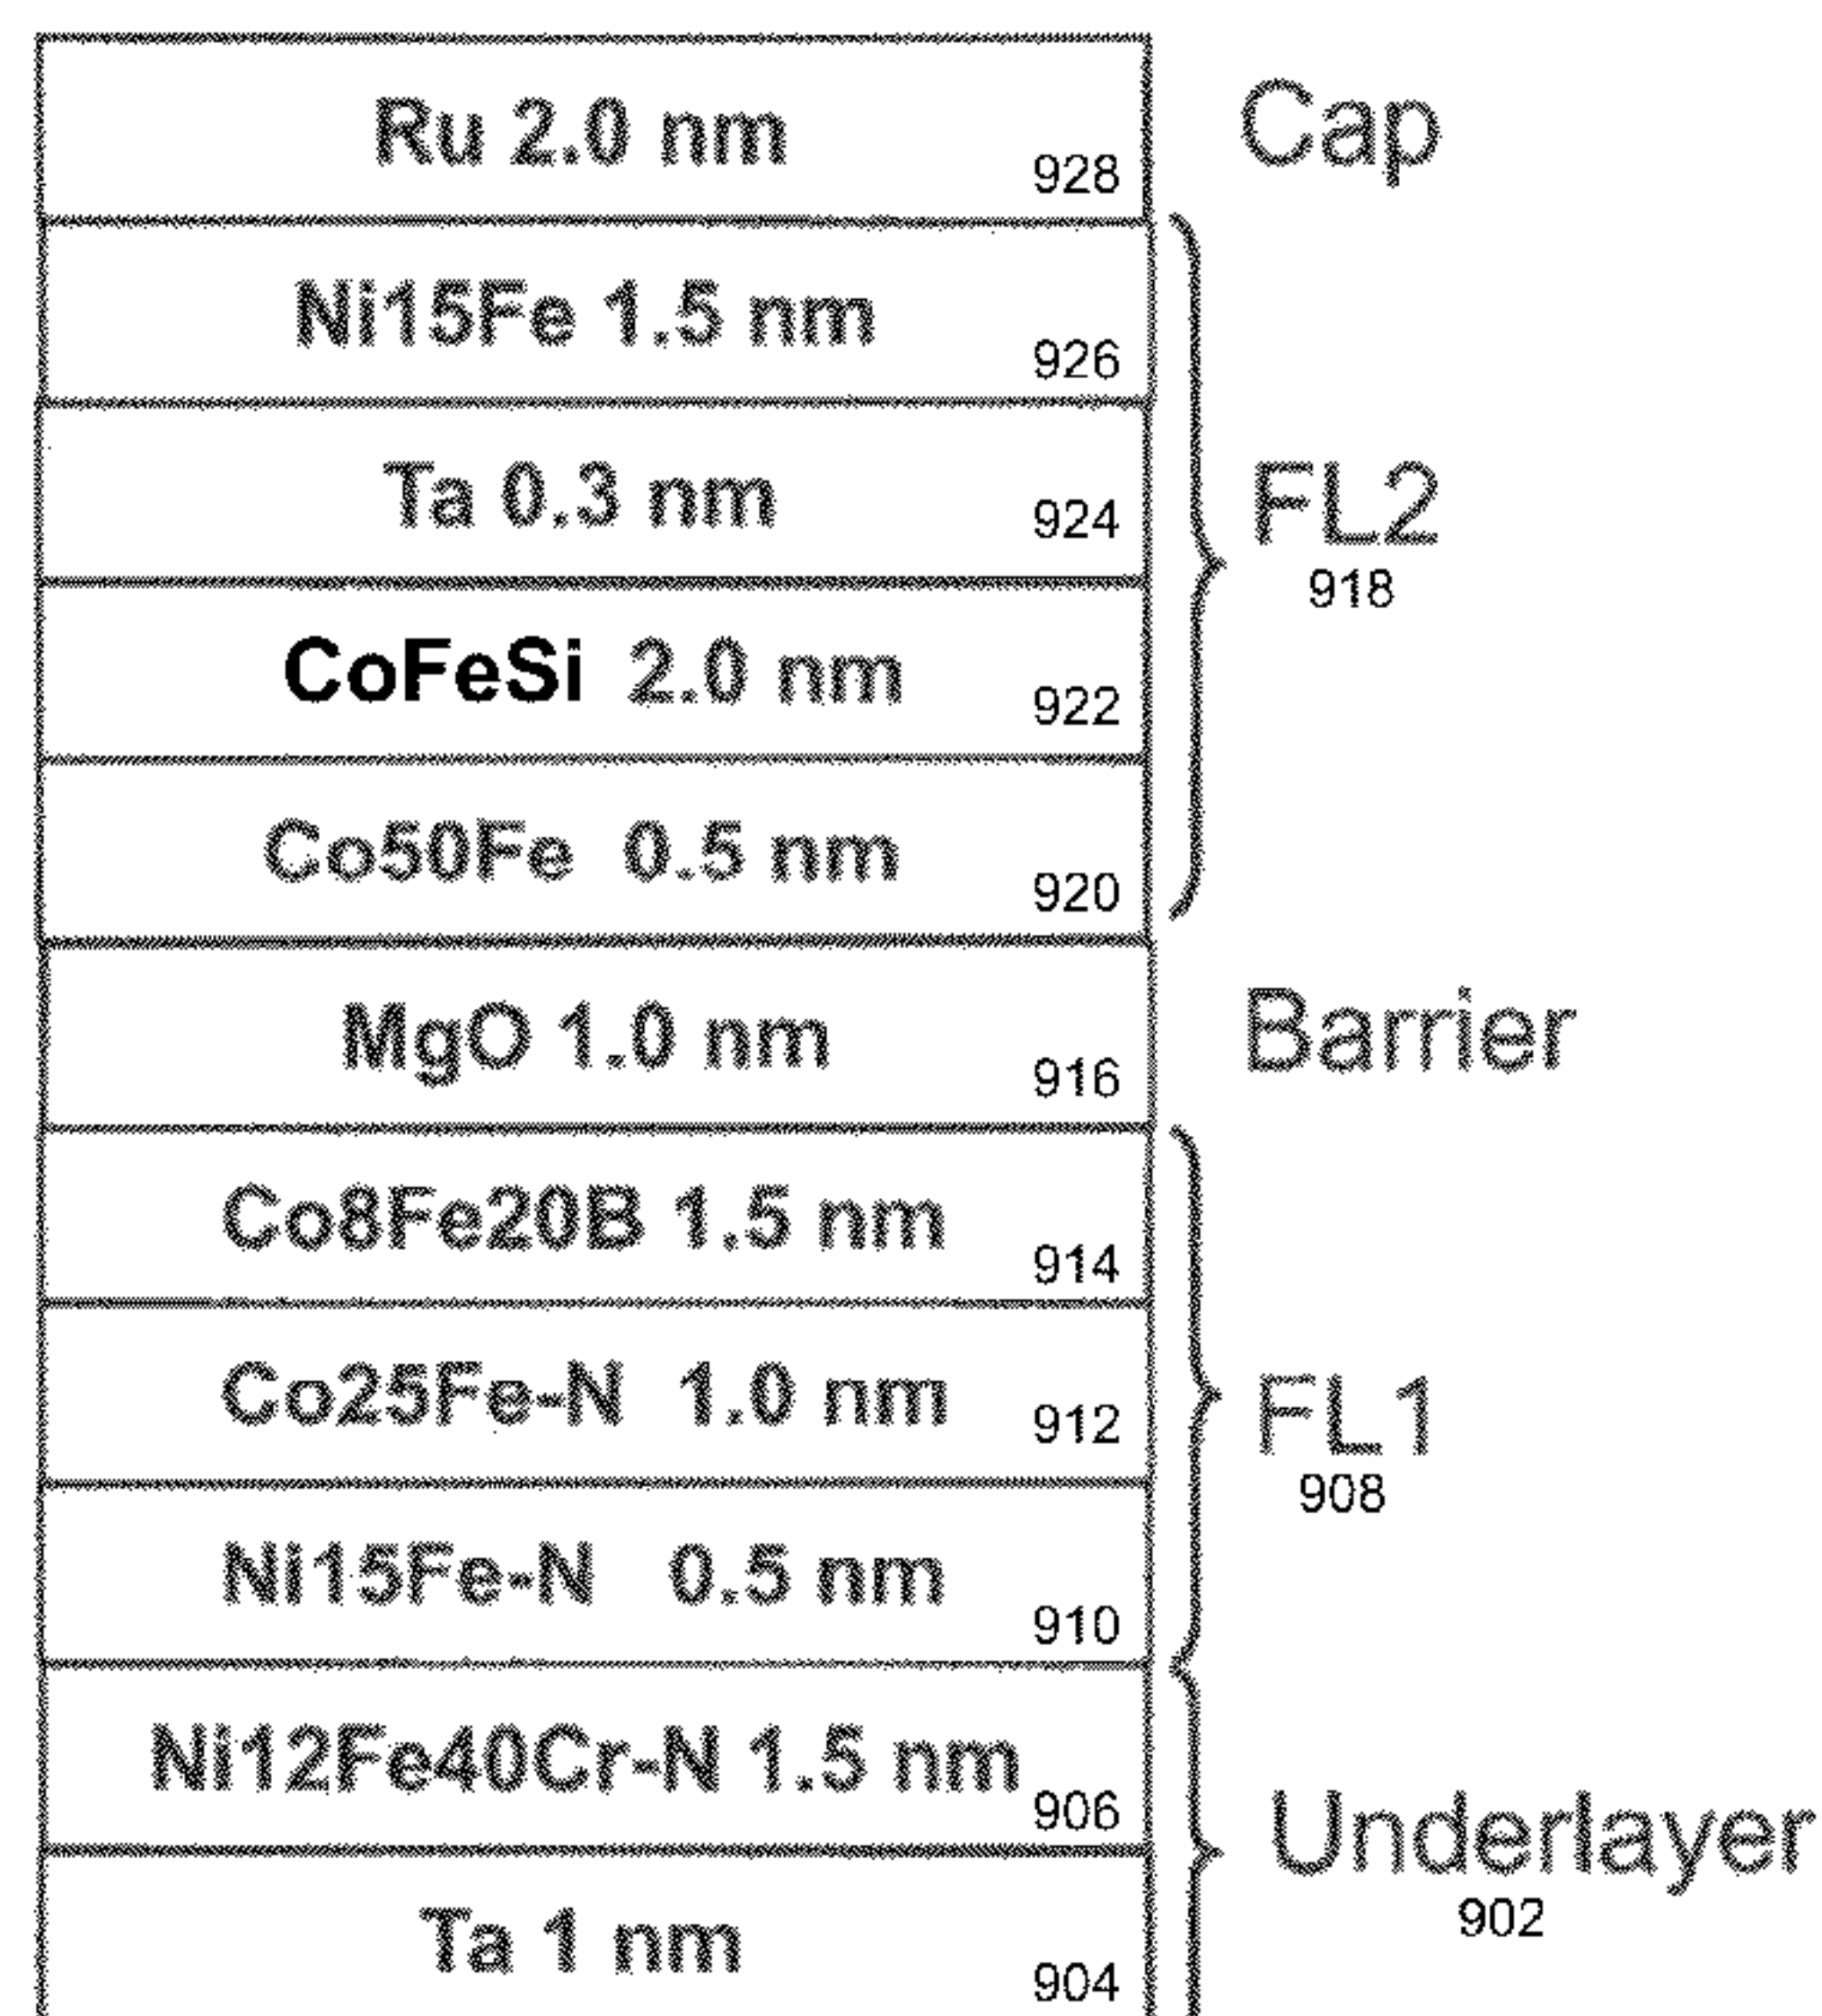 Ru 2.0 nm
928
Cap
Ni15Fe 1.5 nm
926
Ta 0.3 nm
924
FL2
918
CoFeSi 2.0 nm
922
Co50Fe 0.5 nm
920
MgO 1.0 nm
916
Barrier
Co8Fe20B 1.5 nm
914
Co25Fe-N 1.0 nm
912
FL1
908
Ni15Fe-N 0.5 nm
910
Ni12Fe40Cr-N 1.5 nm
906
Underlayer
902
Ta 1 nm
904